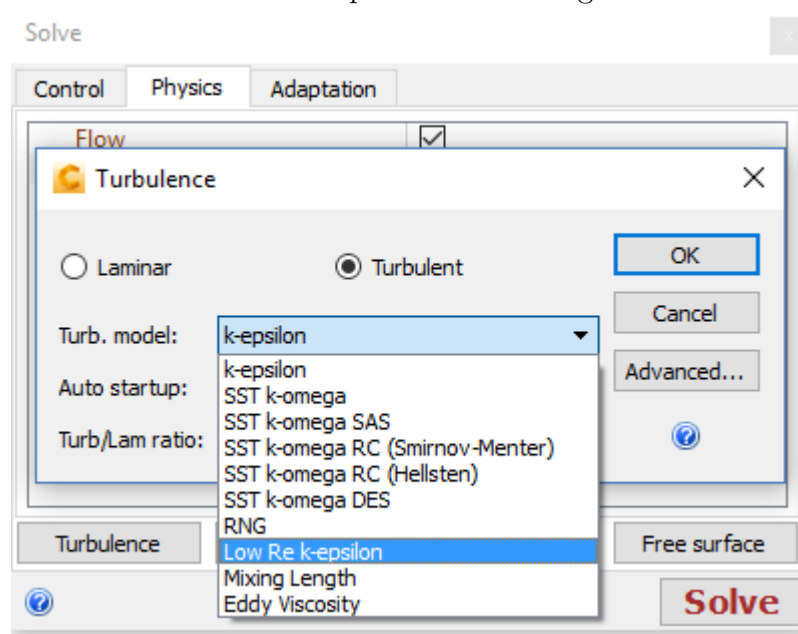 Solve
Control Physics Adaptation
Flow
Turbulence
Laminar Turbulent OK
Cancel
Turb. model: k-epsilon
Advanced...
Auto startup:
Turb/Lam ratio:
k-epsilon
SST k-omega
SST k-omega SAS
SST k-omega RC (Smirnov-Menter)
SST k-omega RC (Hellsten)
SST k-omega DES
RNG
Low Re k-epsilon
Mixing Length
Eddy Viscosity
Turbulence Free surface
Solve